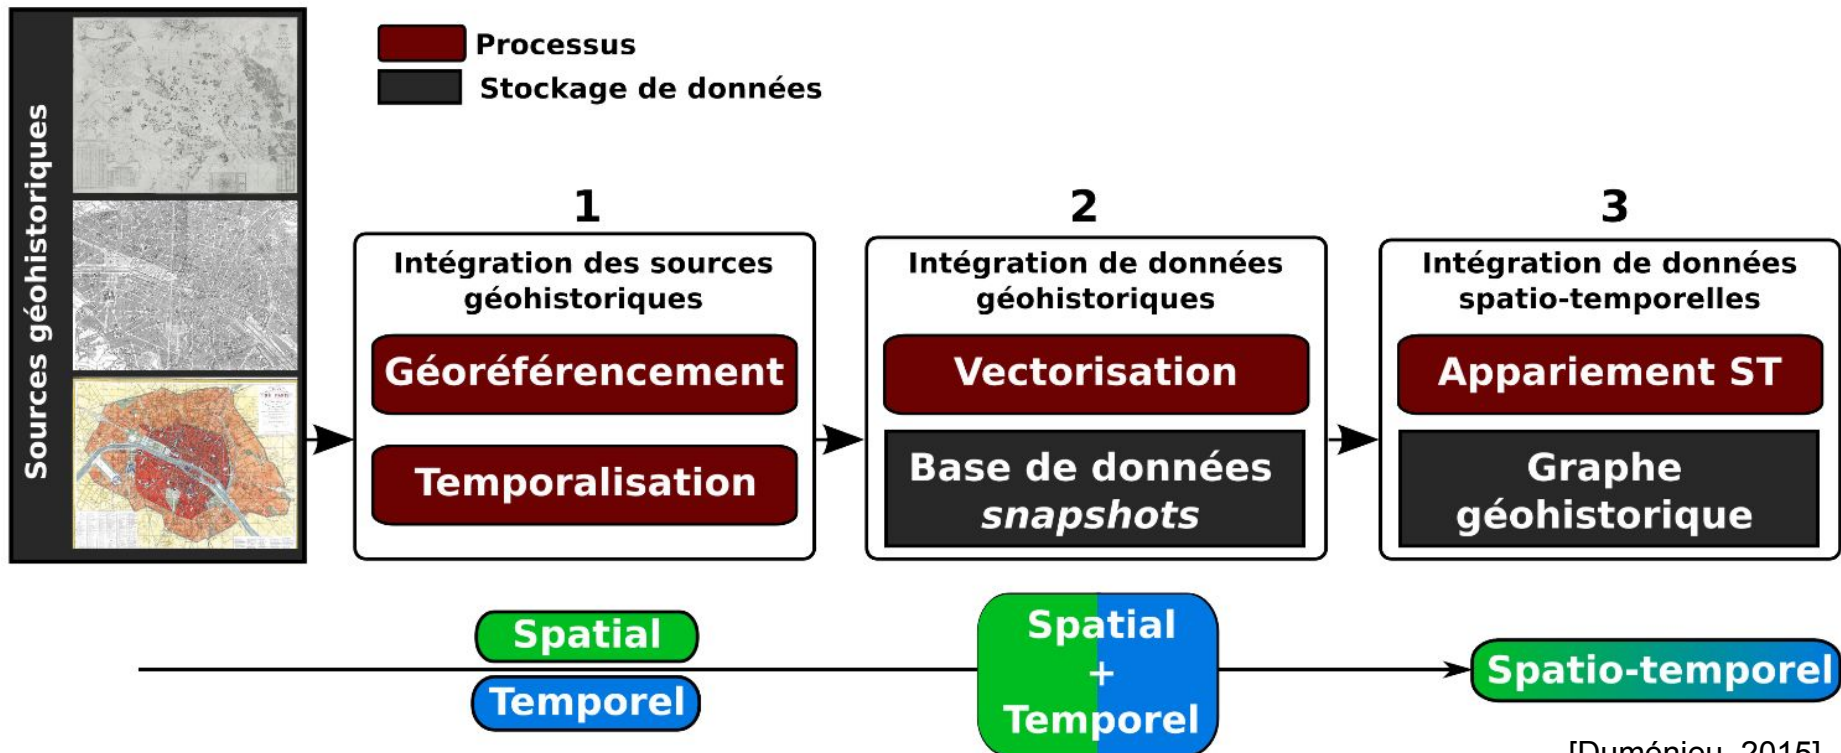 Processus
Stockage de données
Sources géohistoriques
1
Intégration des sources
géohistoriques
Géoréférencement
Temporalisation
2
Intégration de données
géohistoriques
Vectorisation
Base de données
snapshots
3
Intégration de données
spatio-temporelles
Appariement ST
Graphe
géohistorique
Spatial
Temporel
Spatial
+
Temporel
Spatio-temporel
[Duménieu, 2015]